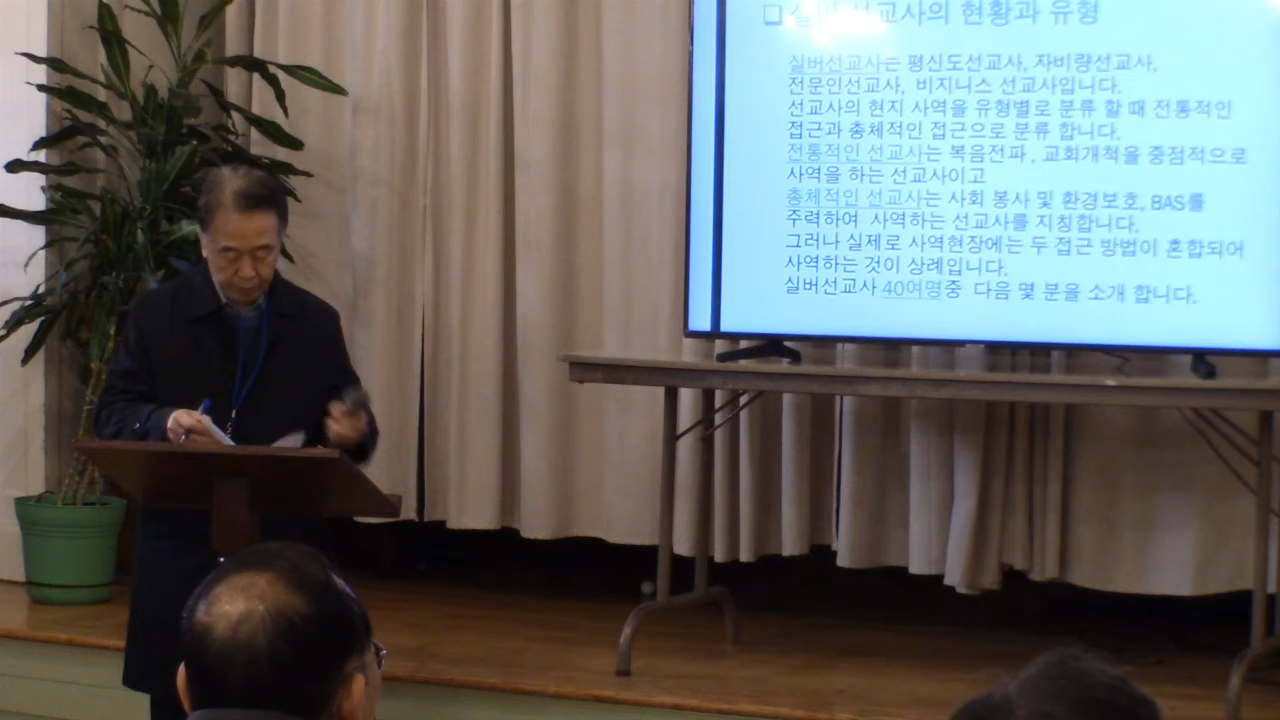 ❑ 실버 선교사의 현황과 유형
실버선교사는 평신도선교사, 자비량선교사,
전문인선교사, 비지니스 선교사입니다.
선교사의 현지 사역을 유형별로 분류 할 때 전통적인
접근과 총체적인 접근으로 분류 합니다.
전통적인 선교사는 복음전파 , 교회개척을 중점적으로
사역을 하는 선교사이고
총체적인 선교사는 사회 봉사 및 환경보호, BAS를
주력하여 사역하는 선교사를 지칭합니다.
그러나 실제로 사역현장에는 두 접근 방법이 혼합되어
사역하는 것이 상례입니다.
실버선교사 40여명중 다음 몇 분을 소개 합니다.